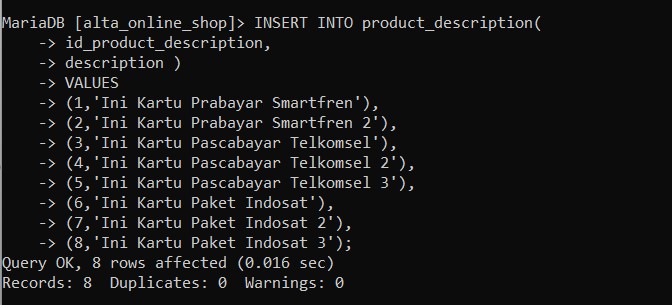 MariaDB [alta_online_shop]> INSERT INTO product_description(
    -> id_product_description,
    -> description )
    -> VALUES
    -> (1,'Ini Kartu Prabayar Smartfren'),
    -> (2,'Ini Kartu Prabayar Smartfren 2'),
    -> (3,'Ini Kartu Pascabayar Telkomsel'),
    -> (4,'Ini Kartu Pascabayar Telkomsel 2'),
    -> (5,'Ini Kartu Pascabayar Telkomsel 3'),
    -> (6,'Ini Kartu Paket Indosat'),
    -> (7,'Ini Kartu Paket Indosat 2'),
    -> (8,'Ini Kartu Paket Indosat 3');
Query OK, 8 rows affected (0.016 sec)
Records: 8  Duplicates: 0  Warnings: 0